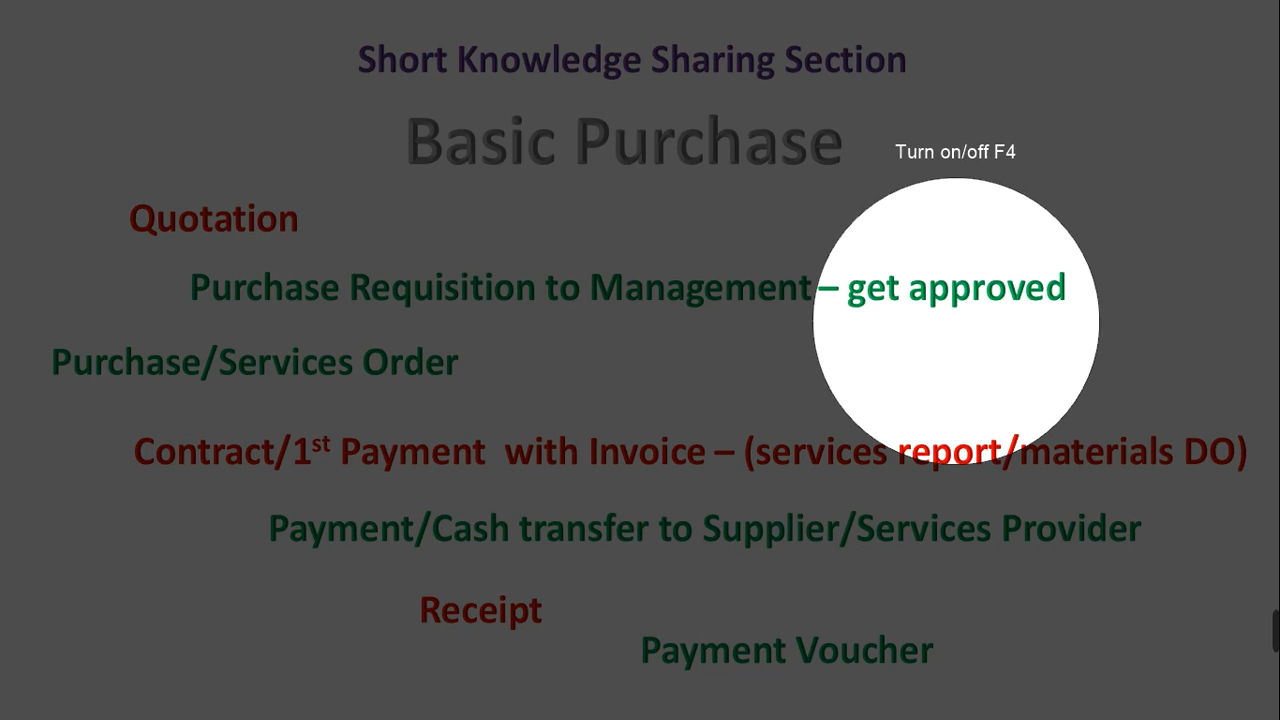 Short Knowledge Sharing Section
Basic Purchase
Turn on/off F4
Quotation
Purchase Requisition to Management – get approved
Purchase/Services Order
Contract/1st Payment with Invoice – (services report/materials DO)
Payment/Cash transfer to Supplier/Services Provider
Receipt
Payment Voucher